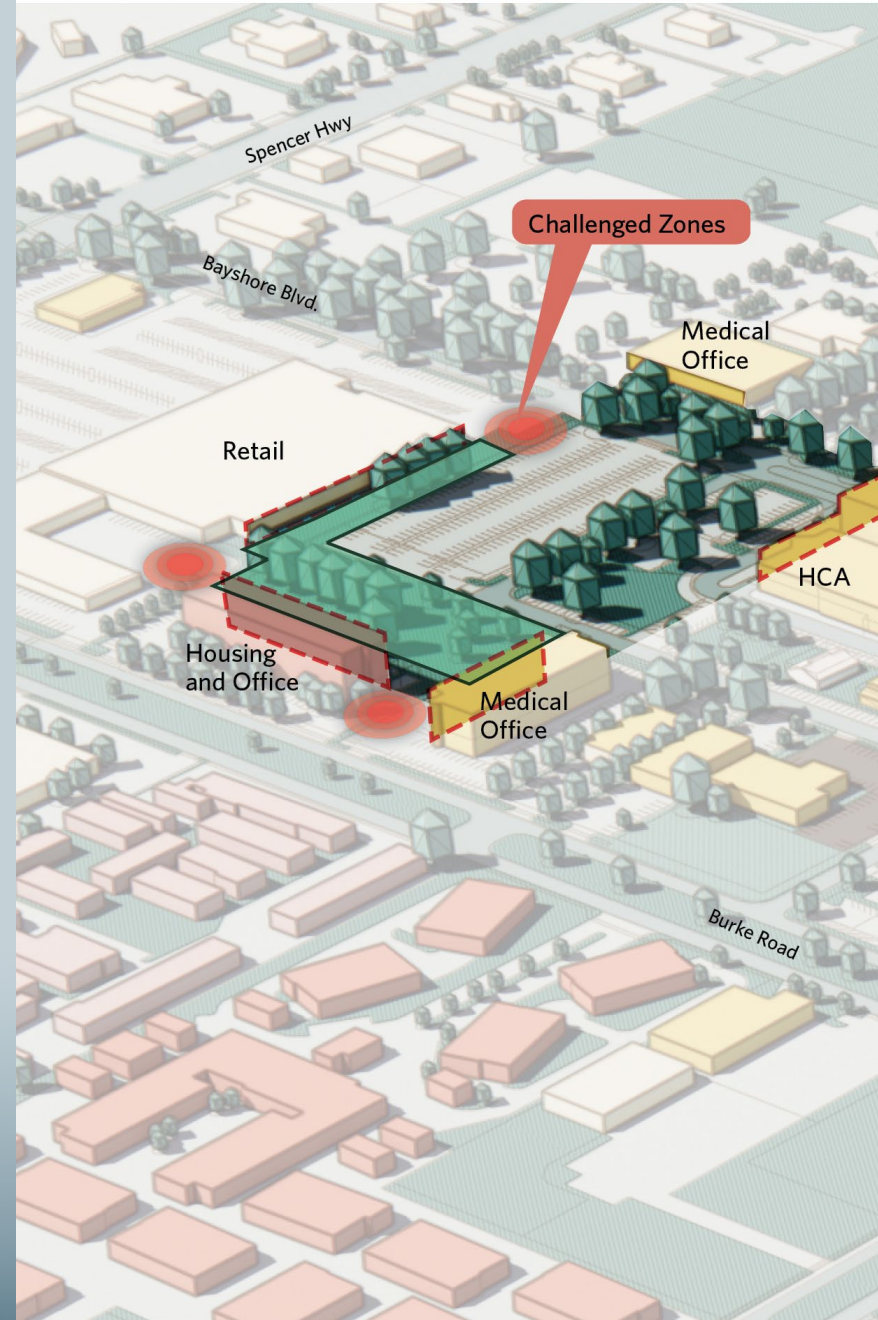 Spencer Hwy
Challenged Zones
Bayshore Blvd.
Medical
Office
Retail
HCA
Housing
and Office
Medical
Office
Burke Road